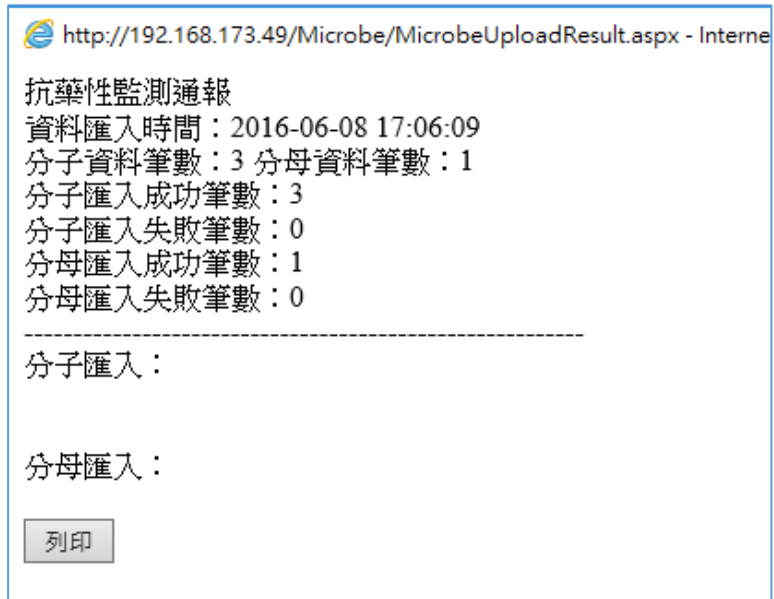 http://192.168.173.49/Microbe/MicrobeUploadResult.aspx - Interne
抗藥性監測通報
資料匯入時間：2016-06-08 17:06:09
分子資料筆數：3 分母資料筆數：1
分子匯入成功筆數：3
分子匯入失敗筆數：0
分母匯入成功筆數：1
分母匯入失敗筆數：0
----------------------------------------------------------
分子匯入：
分母匯入：
列印